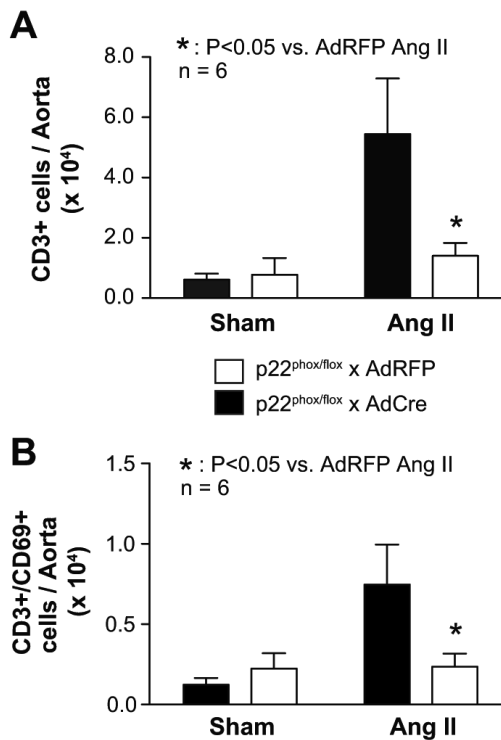 A
CD3+ cells / Aorta
(x 10⁴)
8.0
6.0
4.0
2.0
0.0
* : P<0.05 vs. AdRFP Ang II
n = 6
*
Sham
Ang II
p22phox/flox x AdRFP
p22phox/flox x AdCre
B
CD3+/CD69+
cells / Aorta
(x 10⁴)
1.5
1.0
0.5
0.0
* : P<0.05 vs. AdRFP Ang II
n = 6
*
Sham
Ang II